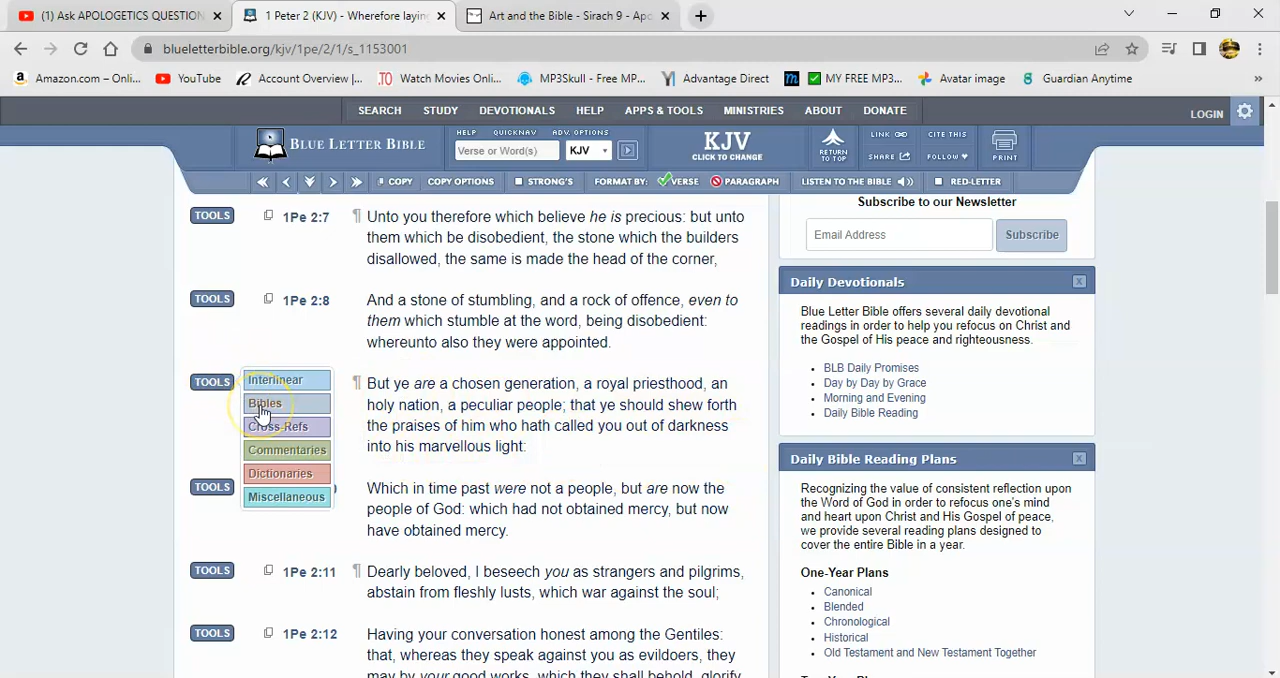 (1) Ask APOLOGETICS QUESTION
1 Peter 2 (KJV) - Wherefore layin
Art and the Bible - Sirach 9 - Apo
blueletterbible.org/kjv/1pe/2/1/s_1153001
Amazon.com – Onli...
YouTube
Account Overview |...
Watch Movies Onlin...
MP3Skull - Free MP...
Advantage Direct
MY FREE MP3...
Avatar image
Guardian Anytime
SEARCH
STUDY
DEVOTIONALS
HELP
APPS & TOOLS
MINISTRIES
ABOUT
DONATE
LOGIN
BLUE LETTER BIBLE
HELP
QUICKNAV
ADV. OPTIONS
Verse or Word(s)
KJV
KJV
CLICK TO CHANGE
RETURN
TO TOP
LINK
CITE THIS
SHARE
FOLLOW
PRINT
COPY
COPY OPTIONS
STRONG'S
FORMAT BY:
VERSE
PARAGRAPH
LISTEN TO THE BIBLE
RED-LETTER
TOOLS
1Pe 2:7
¶ Unto you therefore which believe he is precious: but unto
them which be disobedient, the stone which the builders
disallowed, the same is made the head of the corner,
TOOLS
1Pe 2:8
And a stone of stumbling, and a rock of offence, even to
them which stumble at the word, being disobedient:
whereunto also they were appointed.
TOOLS
Interlinear
Bibles
Cross-Refs
Commentaries
Dictionaries
Miscellaneous
¶ But ye are a chosen generation, a royal priesthood, an
holy nation, a peculiar people; that ye should shew forth
the praises of him who hath called you out of darkness
into his marvellous light:
TOOLS
Which in time past were not a people, but are now the
people of God: which had not obtained mercy, but now
have obtained mercy.
TOOLS
1Pe 2:11
¶ Dearly beloved, I beseech you as strangers and pilgrims,
abstain from fleshly lusts, which war against the soul;
TOOLS
1Pe 2:12
Having your conversation honest among the Gentiles:
that, whereas they speak against you as evildoers, they
may by your good works, which they shall behold, glorify
Subscribe to our Newsletter
Email Address
Subscribe
Daily Devotionals
Blue Letter Bible offers several daily devotional
readings in order to help you refocus on Christ and
the Gospel of His peace and righteousness.
BLB Daily Promises
Day by Day by Grace
Morning and Evening
Daily Bible Reading
Daily Bible Reading Plans
Recognizing the value of consistent reflection upon
the Word of God in order to refocus one's mind
and heart upon Christ and His Gospel of peace,
we provide several reading plans designed to
cover the entire Bible in a year.
One-Year Plans
Canonical
Blended
Chronological
Historical
Old Testament and New Testament Together